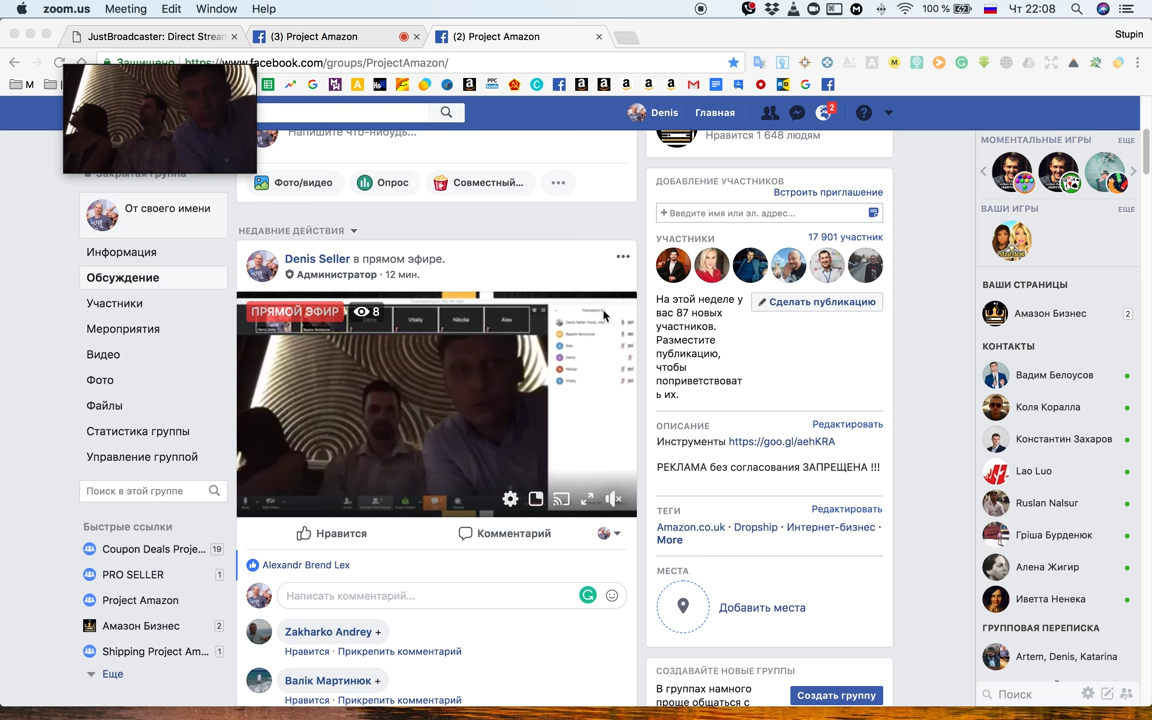 zoom.us Meeting Edit Window Help
100 % Чт 22:08
JustBroadcaster: Direct Strea
(3) Project Amazon
(2) Project Amazon
Stupin
Защищено https://www.facebook.com/groups/ProjectAmazon/
M
PPC
Denis Главная 2
Закрытая группа
От своего имени
Информация
Обсуждение
Участники
Мероприятия
Видео
Фото
Файлы
Статистика группы
Управление группой
Поиск в этой группе
Быстрые ссылки
Coupon Deals Proje... 19
PRO SELLER 1
Project Amazon
Амазон Бизнес 2
Shipping Project Am... 1
Еще
Напишите что-нибудь...
Фото/видео
Опрос
Совместный...
НЕДАВНИЕ ДЕЙСТВИЯ
Denis Seller в прямом эфире.
Администратор · 12 мин.
ПРЯМОЙ ЭФИР 8
Vitaliy Nikolai Alex
Нравится
Комментарий
Alexandr Brend Lex
Написать комментарий...
Zakharko Andrey +
Нравится · Прикрепить комментарий
Валік Мартинюк +
Нравится · Прикрепить комментарий
Нравится 1 648 людям
ДОБАВЛЕНИЕ УЧАСТНИКОВ
Встроить приглашение
+ Введите имя или эл. адрес...
УЧАСТНИКИ 17 901 участник
На этой неделе у
вас 87 новых
участников.
Разместите
публикацию,
чтобы
поприветствоват
ь их.
Сделать публикацию
ОПИСАНИЕ Редактировать
Инструменты https://goo.gl/aehKRA
РЕКЛАМА без согласования ЗАПРЕЩЕНА !!!
ТЕГИ Редактировать
Amazon.co.uk · Dropship · Интернет-бизнес ·
More
МЕСТА
Добавить места
СОЗДАВАЙТЕ НОВЫЕ ГРУППЫ
В группах намного
проще общаться с
Создать группу
МОМЕНТАЛЬНЫЕ ИГРЫ ЕЩЕ
ВАШИ ИГРЫ ЕЩЕ
ВАШИ СТРАНИЦЫ
Амазон Бизнес 2
КОНТАКТЫ
Вадим Белоусов
Коля Коралла
Константин Захаров
Lao Luo
Ruslan Nalsur
Гріша Бурденюк
Алена Жигир
Иветта Ненека
ГРУППОВАЯ ПЕРЕПИСКА
Artem, Denis, Katarina
Поиск